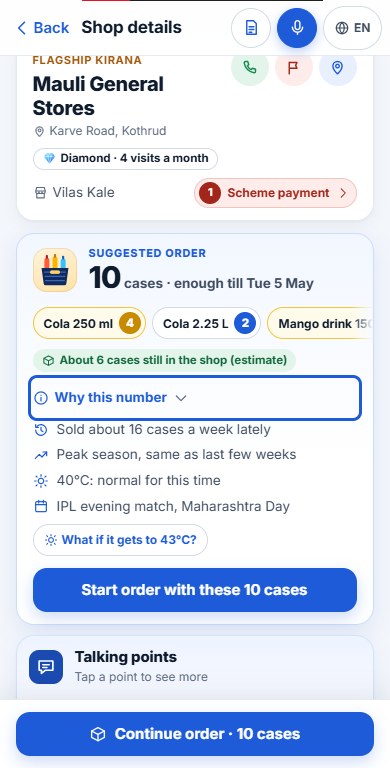 Back
Shop details
EN
FLAGSHIP KIRANA
Mauli General
Stores
Karve Road, Kothrud
Diamond · 4 visits a month
Vilas Kale
1 Scheme payment
SUGGESTED ORDER
10 cases · enough till Tue 5 May
Cola 250 ml 4
Cola 2.25 L 2
Mango drink
About 6 cases still in the shop (estimate)
Why this number
Sold about 16 cases a week lately
Peak season, same as last few weeks
40°C: normal for this time
IPL evening match, Maharashtra Day
What if it gets to 43°C?
Start order with these 10 cases
Talking points
Tap a point to see more
Continue order · 10 cases